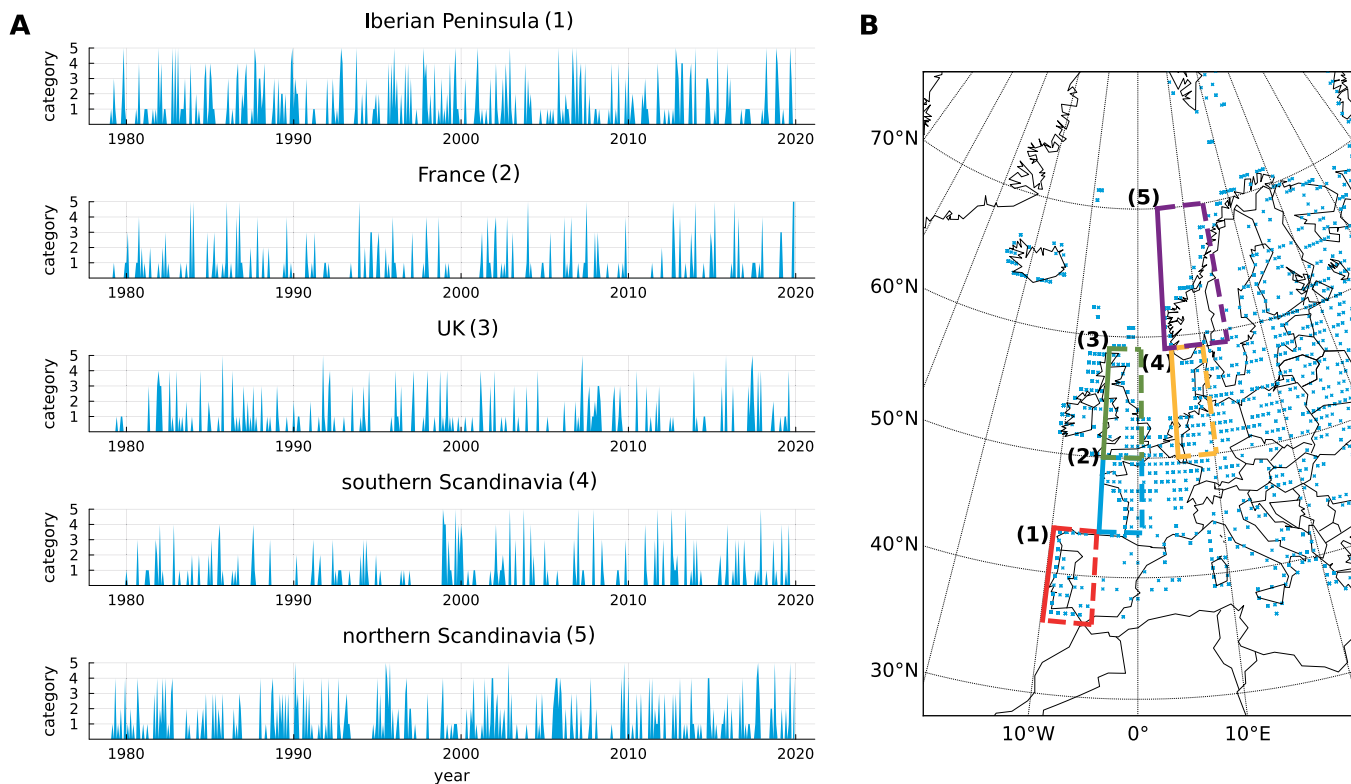 A
Iberian Peninsula (1)
category
5
4
3
2
1
1980 1990 2000 2010 2020
France (2)
category
5
4
3
2
1
1980 1990 2000 2010 2020
UK (3)
category
5
4
3
2
1
1980 1990 2000 2010 2020
southern Scandinavia (4)
category
5
4
3
2
1
1980 1990 2000 2010 2020
northern Scandinavia (5)
category
5
4
3
2
1
1980 1990 2000 2010 2020
year
B
70°N
(5)
60°N
(3)
(4)
50°N
(2)
(1)
40°N
30°N
10°W 0° 10°E